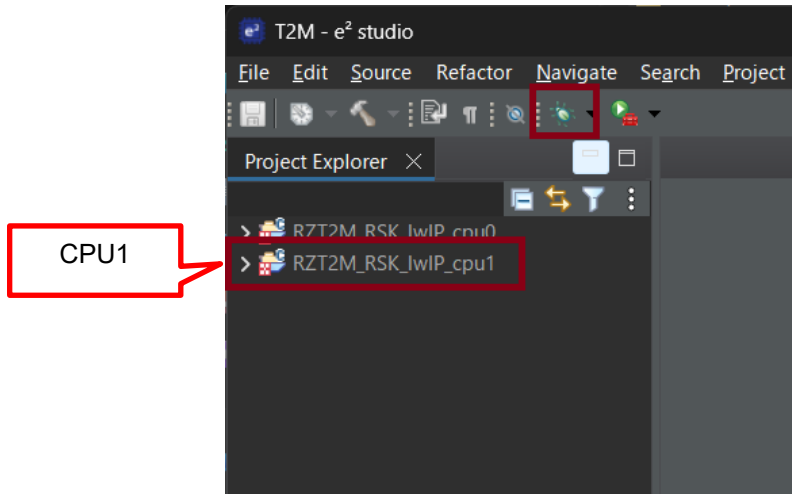 T2M - e² studio
File Edit Source Refactor Navigate Search Project
Project Explorer
RZT2M_RSK_lwIP_cpu0
CPU1
RZT2M_RSK_lwIP_cpu1